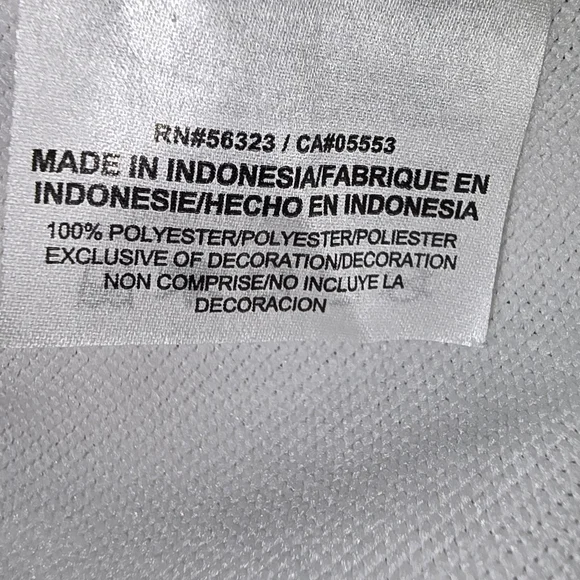 RN#56323 / CA#05553
MADE IN INDONESIA/FABRIQUE EN
INDONESIE/HECHO EN INDONESIA
100% POLYESTER/POLYESTER/POLIESTER
EXCLUSIVE OF DECORATION/DECORATION
NON COMPRISE/NO INCLUYE LA
DECORACION